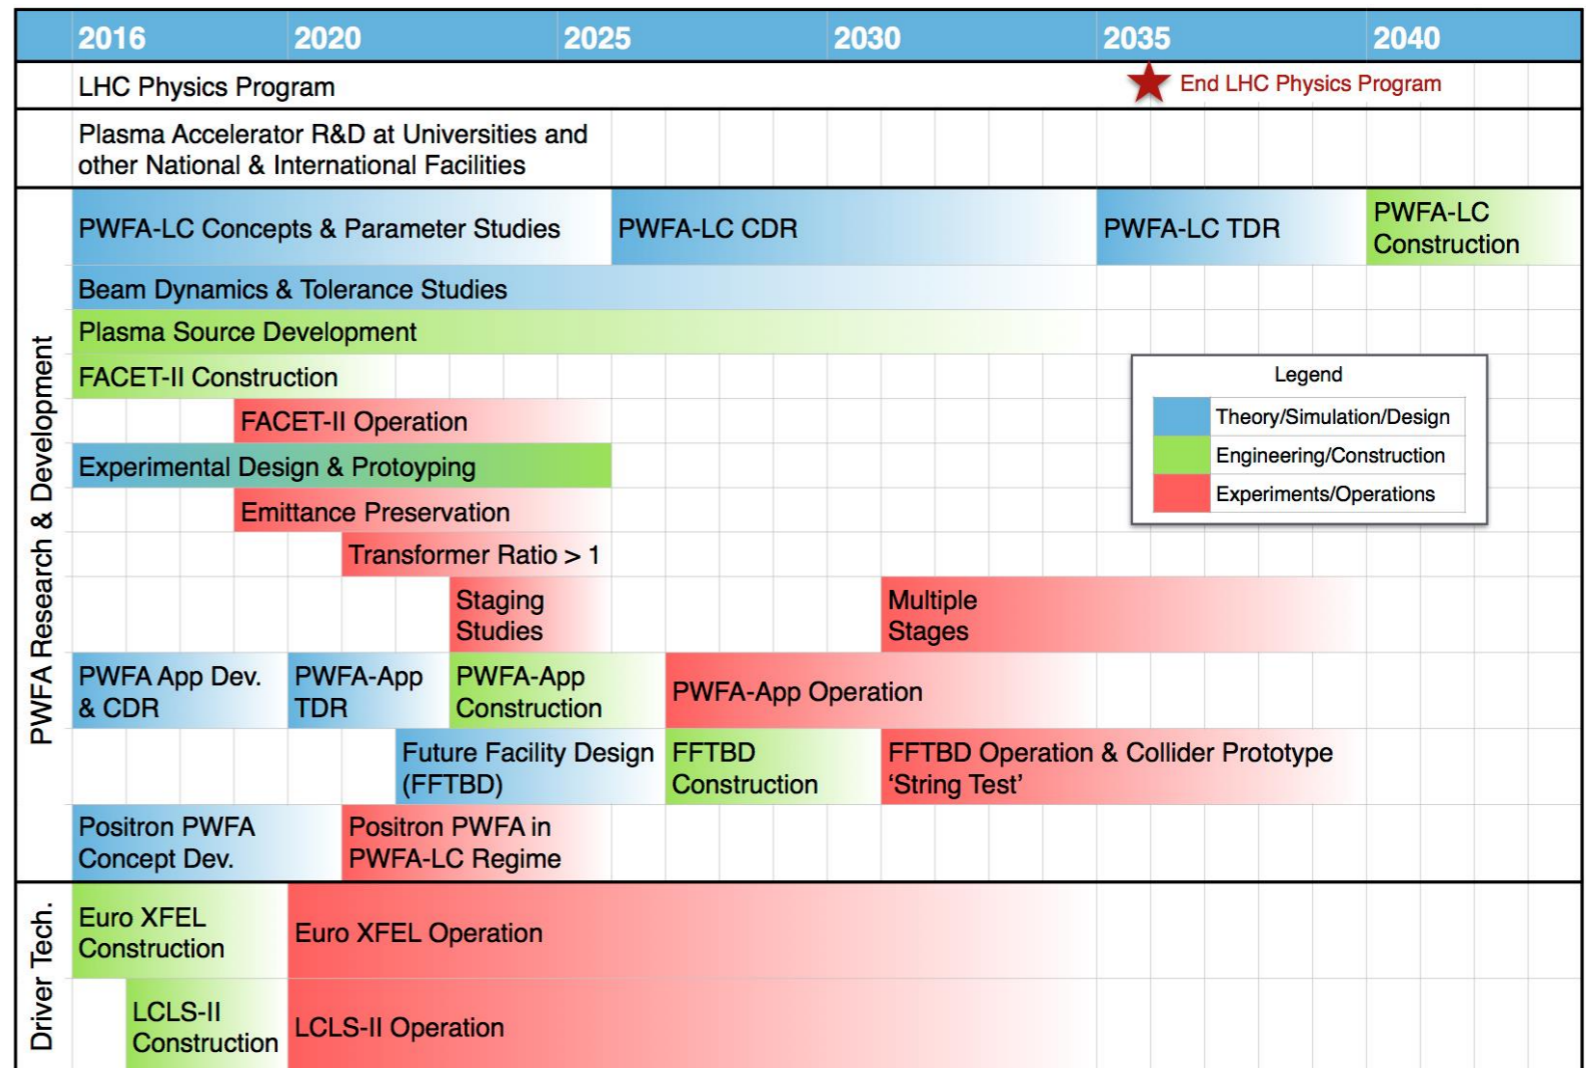 2016 2020 2025 2030 2035 2040
LHC Physics Program
End LHC Physics Program
Plasma Accelerator R&D at Universities and
other National & International Facilities
PWFA Research & Development
PWFA-LC Concepts & Parameter Studies
PWFA-LC CDR
PWFA-LC TDR
PWFA-LC
Construction
Beam Dynamics & Tolerance Studies
Plasma Source Development
FACET-II Construction
FACET-II Operation
Experimental Design & Protoyping
Emittance Preservation
Transformer Ratio > 1
Staging
Studies
Multiple
Stages
Legend
Theory/Simulation/Design
Engineering/Construction
Experiments/Operations
PWFA App Dev.
& CDR
PWFA-App
TDR
PWFA-App
Construction
PWFA-App Operation
Future Facility Design
(FFTBD)
FFTBD
Construction
FFTBD Operation & Collider Prototype
‘String Test’
Positron PWFA
Concept Dev.
Positron PWFA in
PWFA-LC Regime
Driver Tech.
Euro XFEL
Construction
Euro XFEL Operation
LCLS-II
Construction
LCLS-II Operation